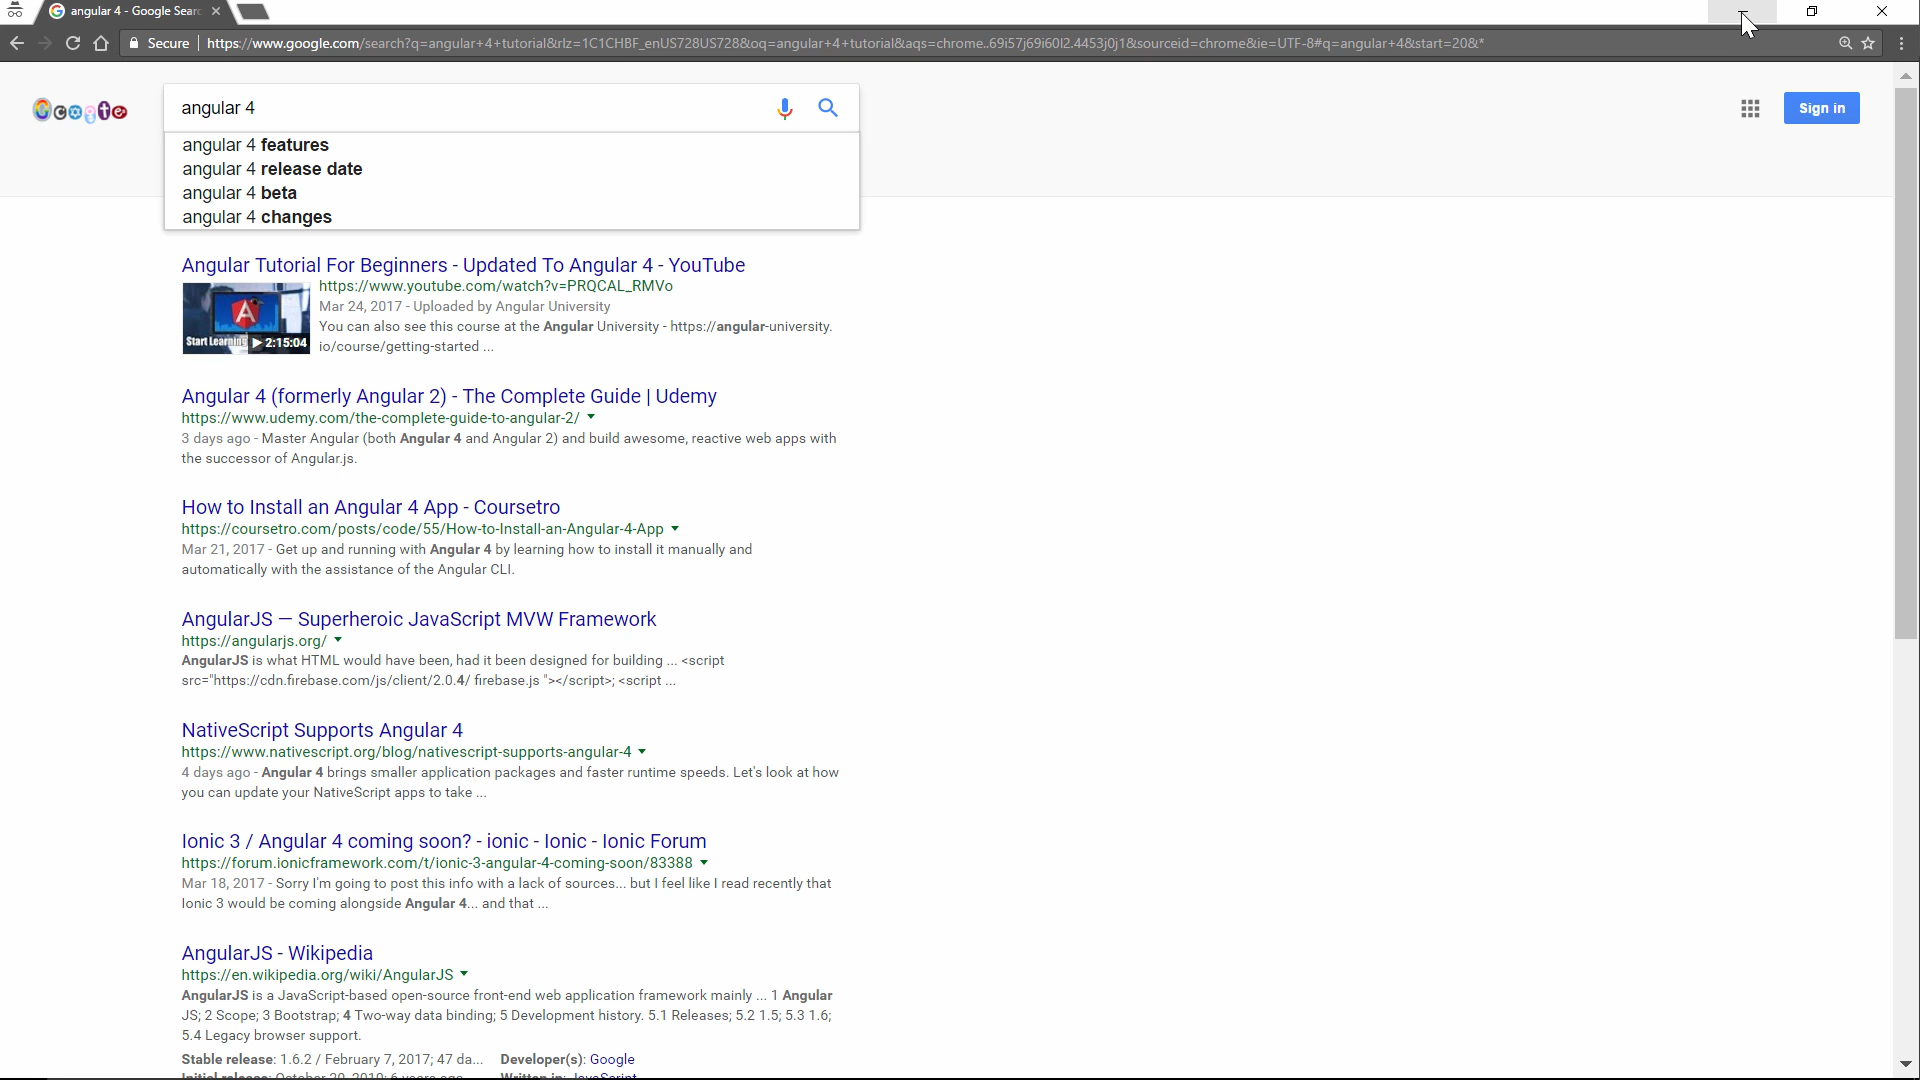 angular 4 - Google Sear
Secure
https://www.google.com/search?q=angular+4+tutorial&rlz=1C1CHBF_enUS728US728&oq=angular+4+tutorial&aqs=chrome..69i57j69i60l2.4453j0j1&sourceid=chrome&ie=UTF-8#q=angular+4&start=20&*
angular 4
Sign in
angular 4 features
angular 4 release date
angular 4 beta
angular 4 changes
Angular Tutorial For Beginners - Updated To Angular 4 - YouTube
https://www.youtube.com/watch?v=PRQCAL_RMVo
Mar 24, 2017 - Uploaded by Angular University
You can also see this course at the Angular University - https://angular-university.
io/course/getting-started ...
Start Learning 2:15:04
Angular 4 (formerly Angular 2) - The Complete Guide | Udemy
https://www.udemy.com/the-complete-guide-to-angular-2/
3 days ago - Master Angular (both Angular 4 and Angular 2) and build awesome, reactive web apps with
the successor of Angular.js.
How to Install an Angular 4 App - Coursetro
https://coursetro.com/posts/code/55/How-to-Install-an-Angular-4-App
Mar 21, 2017 - Get up and running with Angular 4 by learning how to install it manually and
automatically with the assistance of the Angular CLI.
AngularJS — Superheroic JavaScript MVW Framework
https://angularjs.org/
AngularJS is what HTML would have been, had it been designed for building ... <script
src="https://cdn.firebase.com/js/client/2.0.4/ firebase.js "></script>; <script ...
NativeScript Supports Angular 4
https://www.nativescript.org/blog/nativescript-supports-angular-4
4 days ago - Angular 4 brings smaller application packages and faster runtime speeds. Let's look at how
you can update your NativeScript apps to take ...
Ionic 3 / Angular 4 coming soon? - ionic - Ionic - Ionic Forum
https://forum.ionicframework.com/t/ionic-3-angular-4-coming-soon/83388
Mar 18, 2017 - Sorry I'm going to post this info with a lack of sources... but I feel like I read recently that
Ionic 3 would be coming alongside Angular 4... and that ...
AngularJS - Wikipedia
https://en.wikipedia.org/wiki/AngularJS
AngularJS is a JavaScript-based open-source front-end web application framework mainly ... 1 Angular
JS; 2 Scope; 3 Bootstrap; 4 Two-way data binding; 5 Development history. 5.1 Releases; 5.2 1.5; 5.3 1.6;
5.4 Legacy browser support.
Stable release: 1.6.2 / February 7, 2017; 47 da... Developer(s): Google